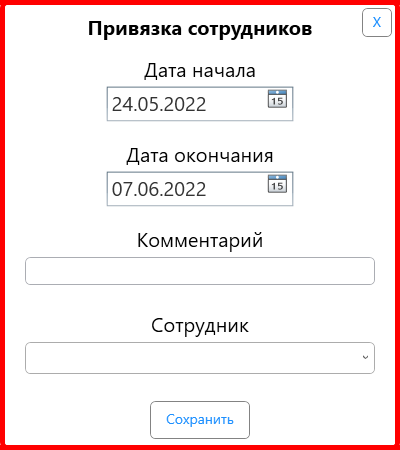 Привязка сотрудников
X
Дата начала
24.05.2022
15
Дата окончания
07.06.2022
15
Комментарий
Сотрудник
Сохранить